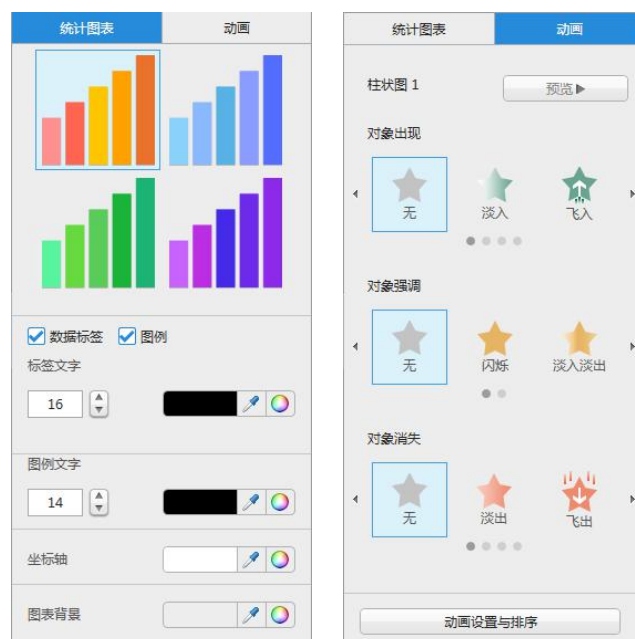 统计图表 动画
数据标签 图例
标签文字
16
图例文字
14
坐标轴
图表背景
统计图表 动画
柱状图 1 预览
对象出现
无 淡入 飞入
对象强调
无 闪烁 淡入淡出
对象消失
无 淡出 飞出
动画设置与排序